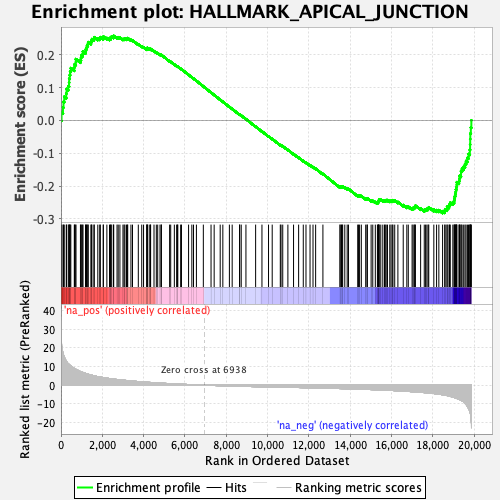 Enrichment plot: HALLMARK_APICAL_JUNCTION
Enrichment score (ES)
0.2
0.1
0.0
-0.1
-0.2
-0.3
'na_pos' (positively correlated)
Ranked list metric (PreRanked)
40
30
20
10
0
-10
-20
Zero cross at 6938
'na_neg' (negatively correlated)
0
2,000
4,000
6,000
8,000
10,000
12,000
14,000
16,000
18,000
20,000
Rank in Ordered Dataset
Enrichment profile
Hits
Ranking metric scores